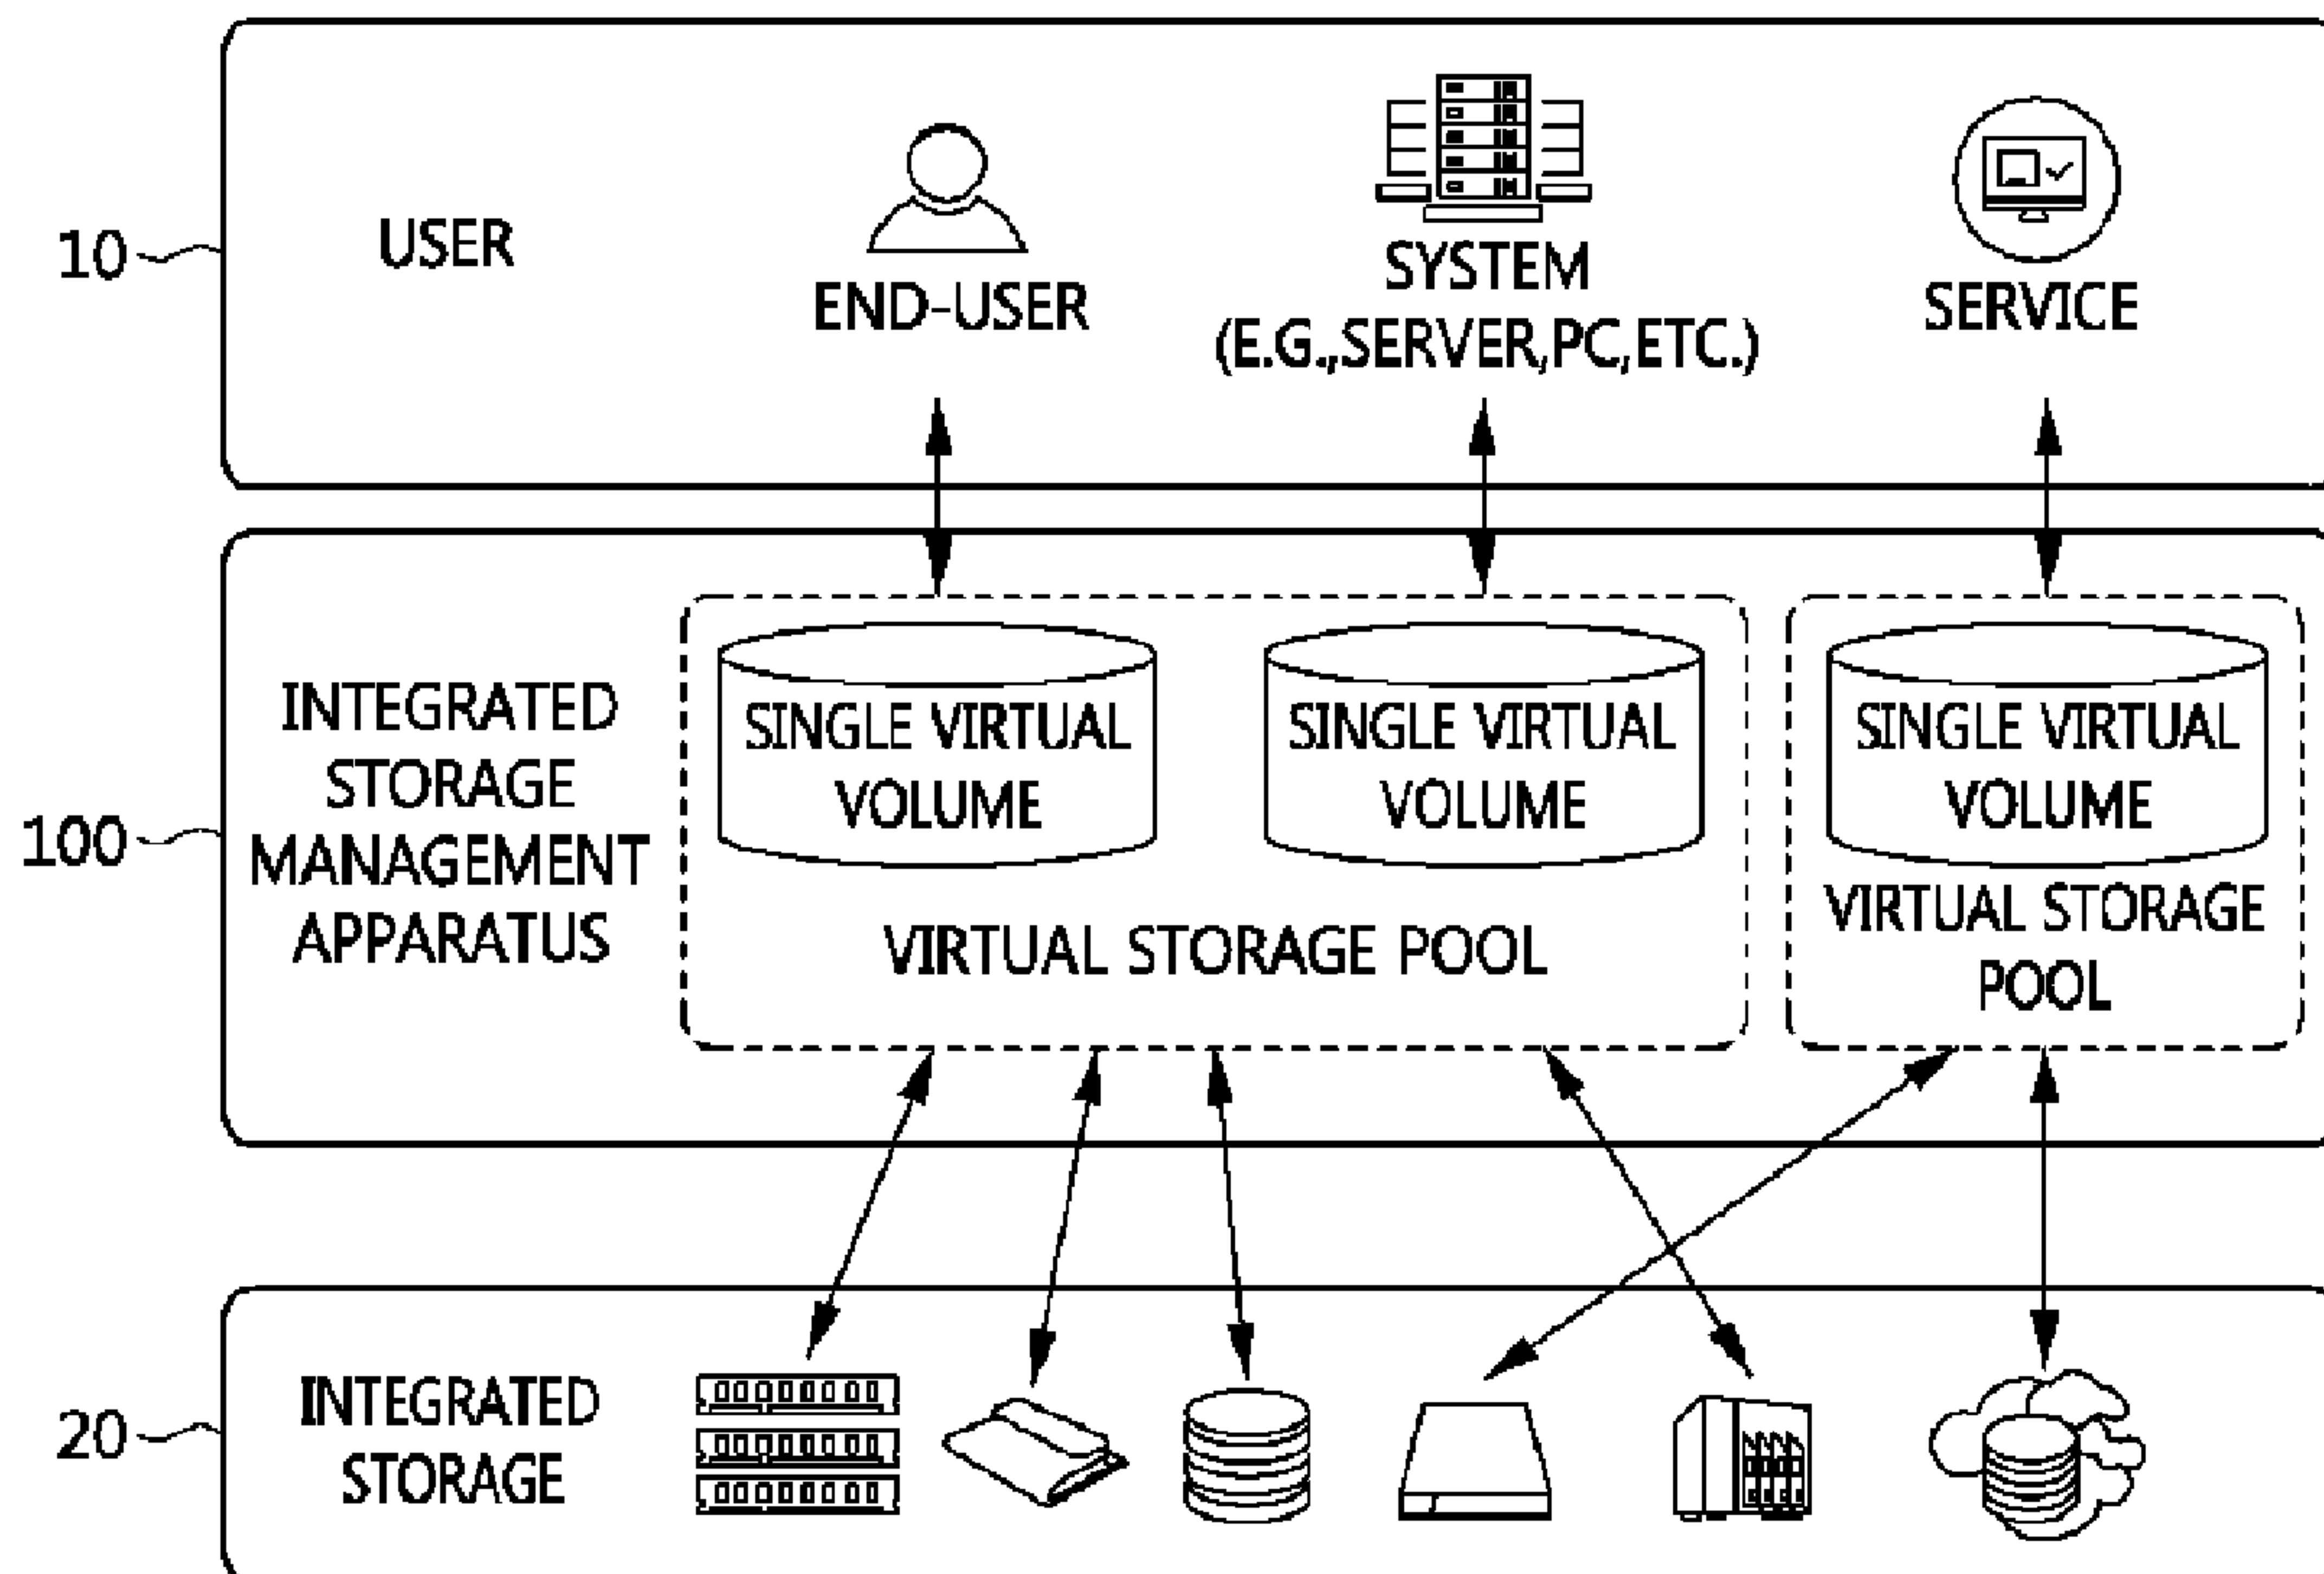 10
USER
END-USER
SYSTEM
(E.G.,SERVER,PC,ETC.)
SERVICE
100
INTEGRATED
STORAGE
MANAGEMENT
APPARATUS
SINGLE VIRTUAL
VOLUME
SINGLE VIRTUAL
VOLUME
VIRTUAL STORAGE POOL
SINGLE VIRTUAL
VOLUME
VIRTUAL STORAGE
POOL
20
INTEGRATED
STORAGE